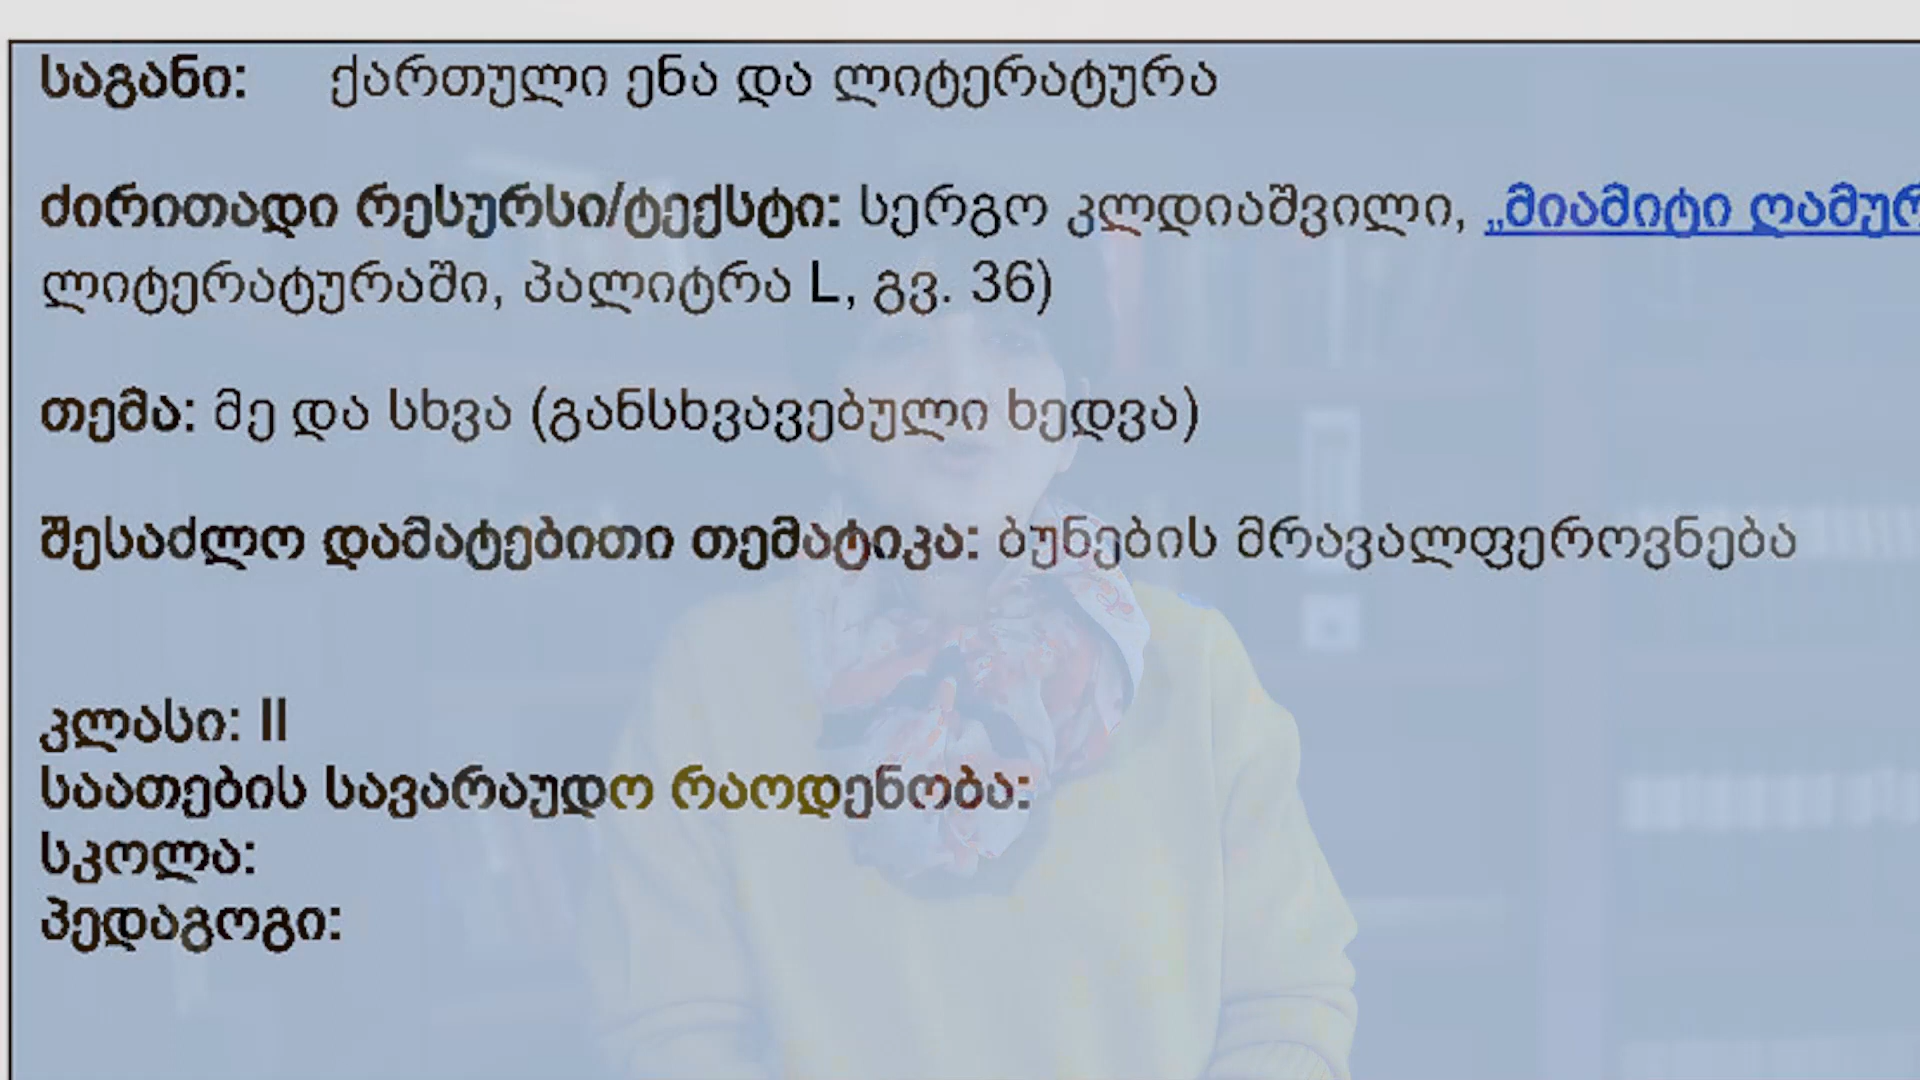 საგანი: ქართული ენა და ლიტერატურა
ძირითადი რესურსი/ტექსტი: სერგო კლდიაშვილი, „მიამიტი
ლიტერატურაში, პალიტრა L, გვ. 36)
თემა: მე და სხვა (განსხვავებული ხედვა)
შესაძლო დამატებითი თემატიკა: ბუნების მრავალფეროვნება
კლასი: II
საათების სავარაუდო რაოდენობა:
სკოლა:
პედაგოგი: